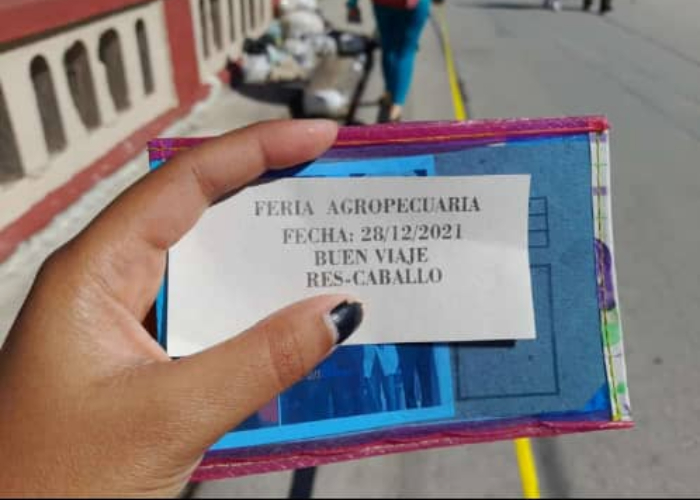 FERIA AGROPECUARIA
FECHA: 28/12/2021
BUEN VIAJE
RES-CABALLO